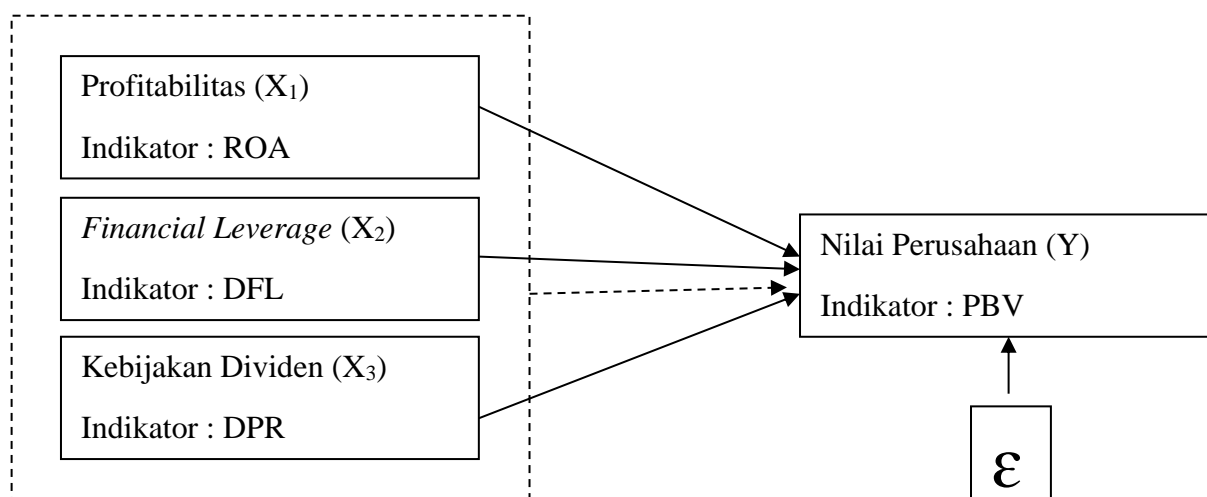 Profitabilitas (X₁)
Indikator : ROA
Financial Leverage (X₂)
Indikator : DFL
Kebijakan Dividen (X₃)
Indikator : DPR
Nilai Perusahaan (Y)
Indikator : PBV
ε